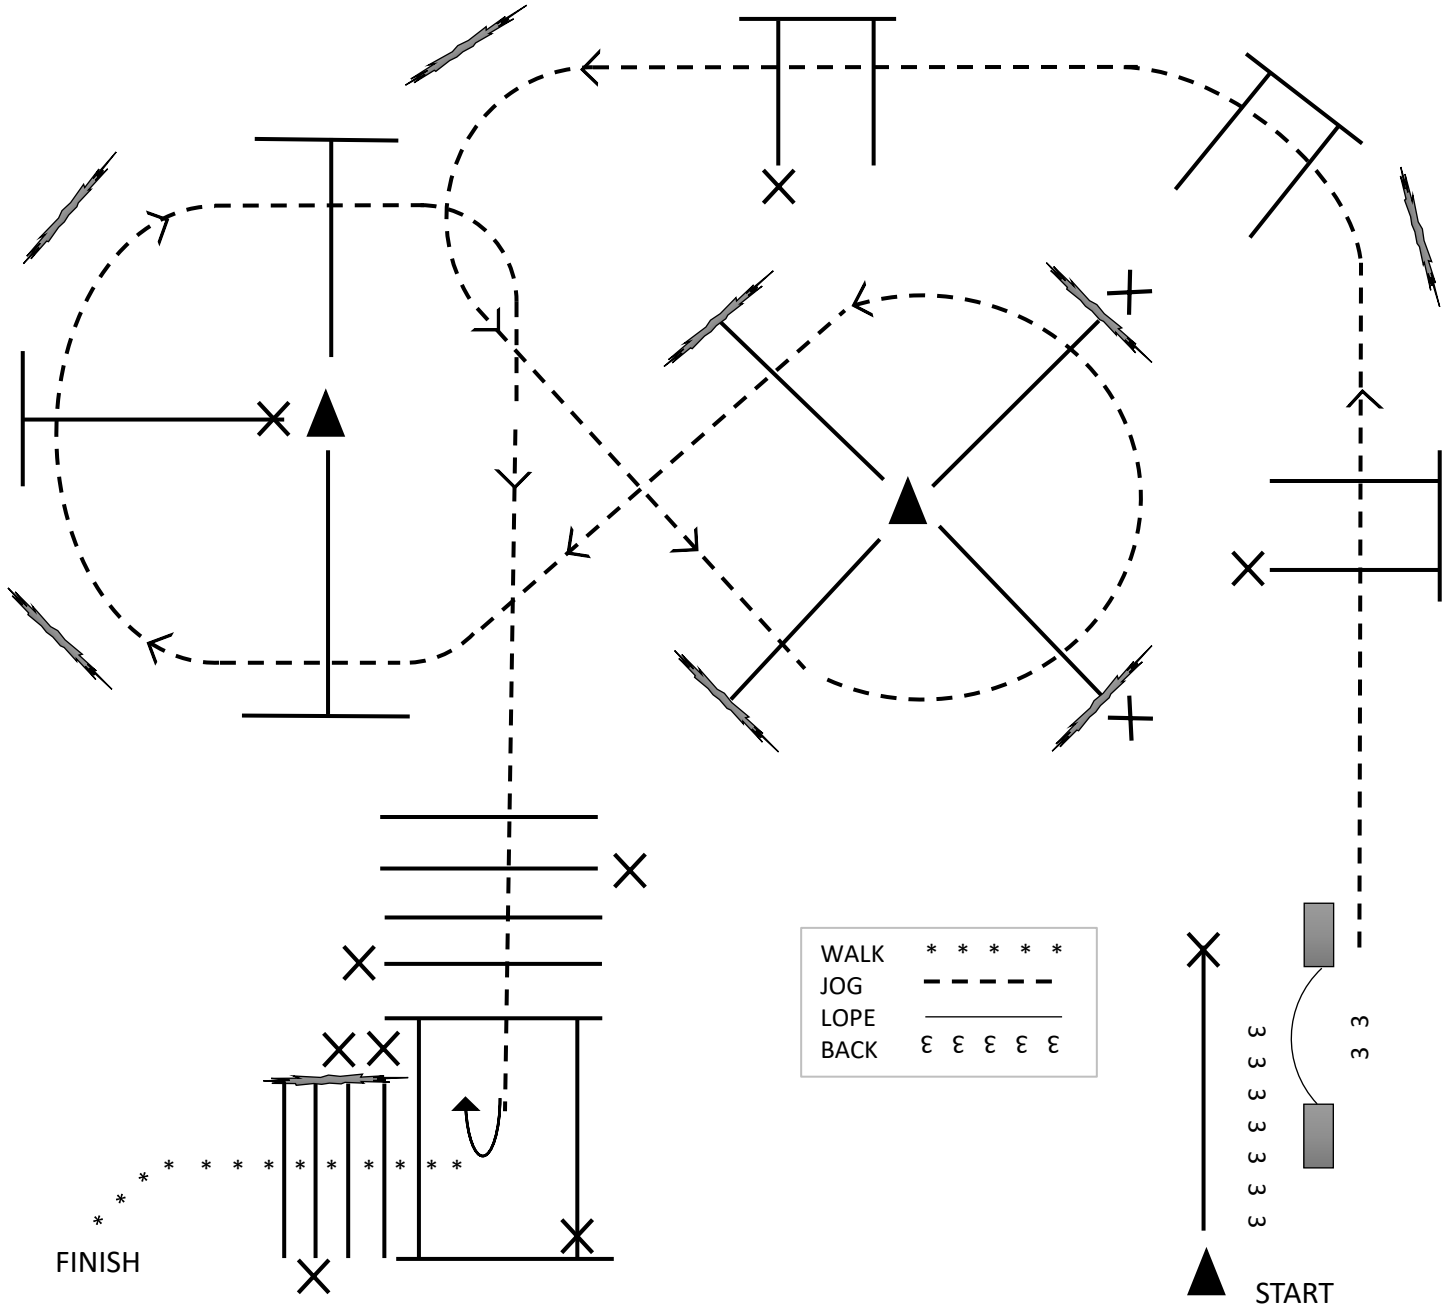 WALK * * * * *
JOG
LOPE
BACK ꞓ ꞓ ꞓ ꞓ ꞓ
FINISH
START